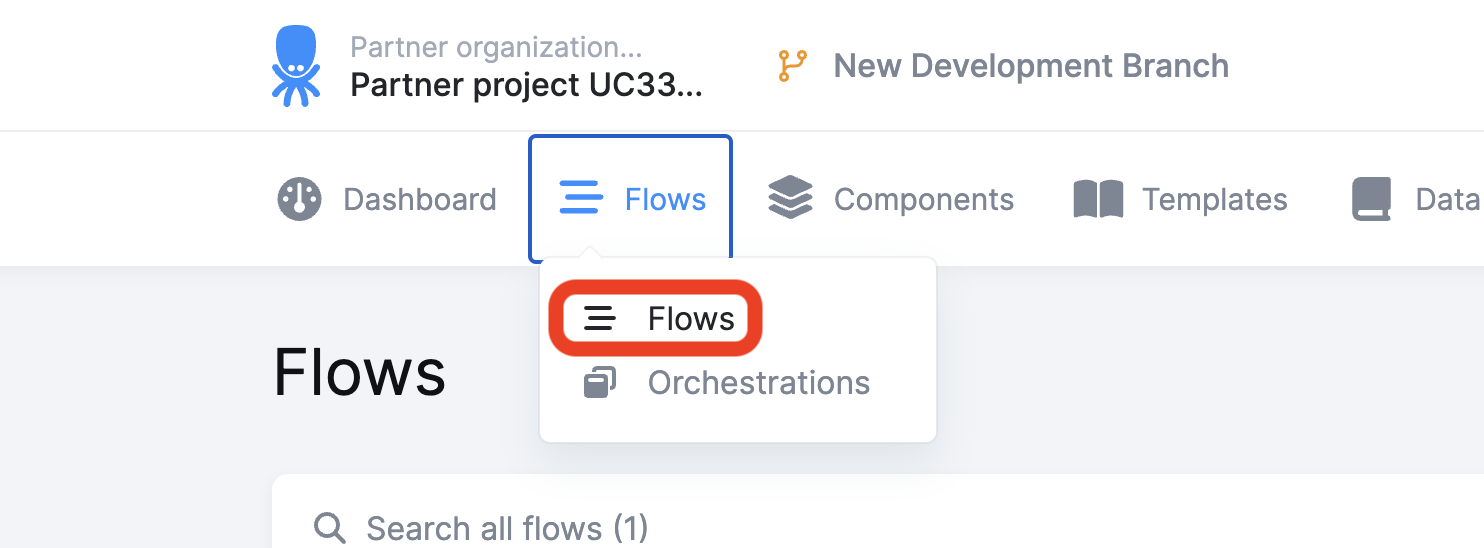 Partner organization...
Partner project UC33...
New Development Branch
Dashboard
Flows
Components
Templates
Data
Flows
Orchestrations
Flows
Search all flows (1)